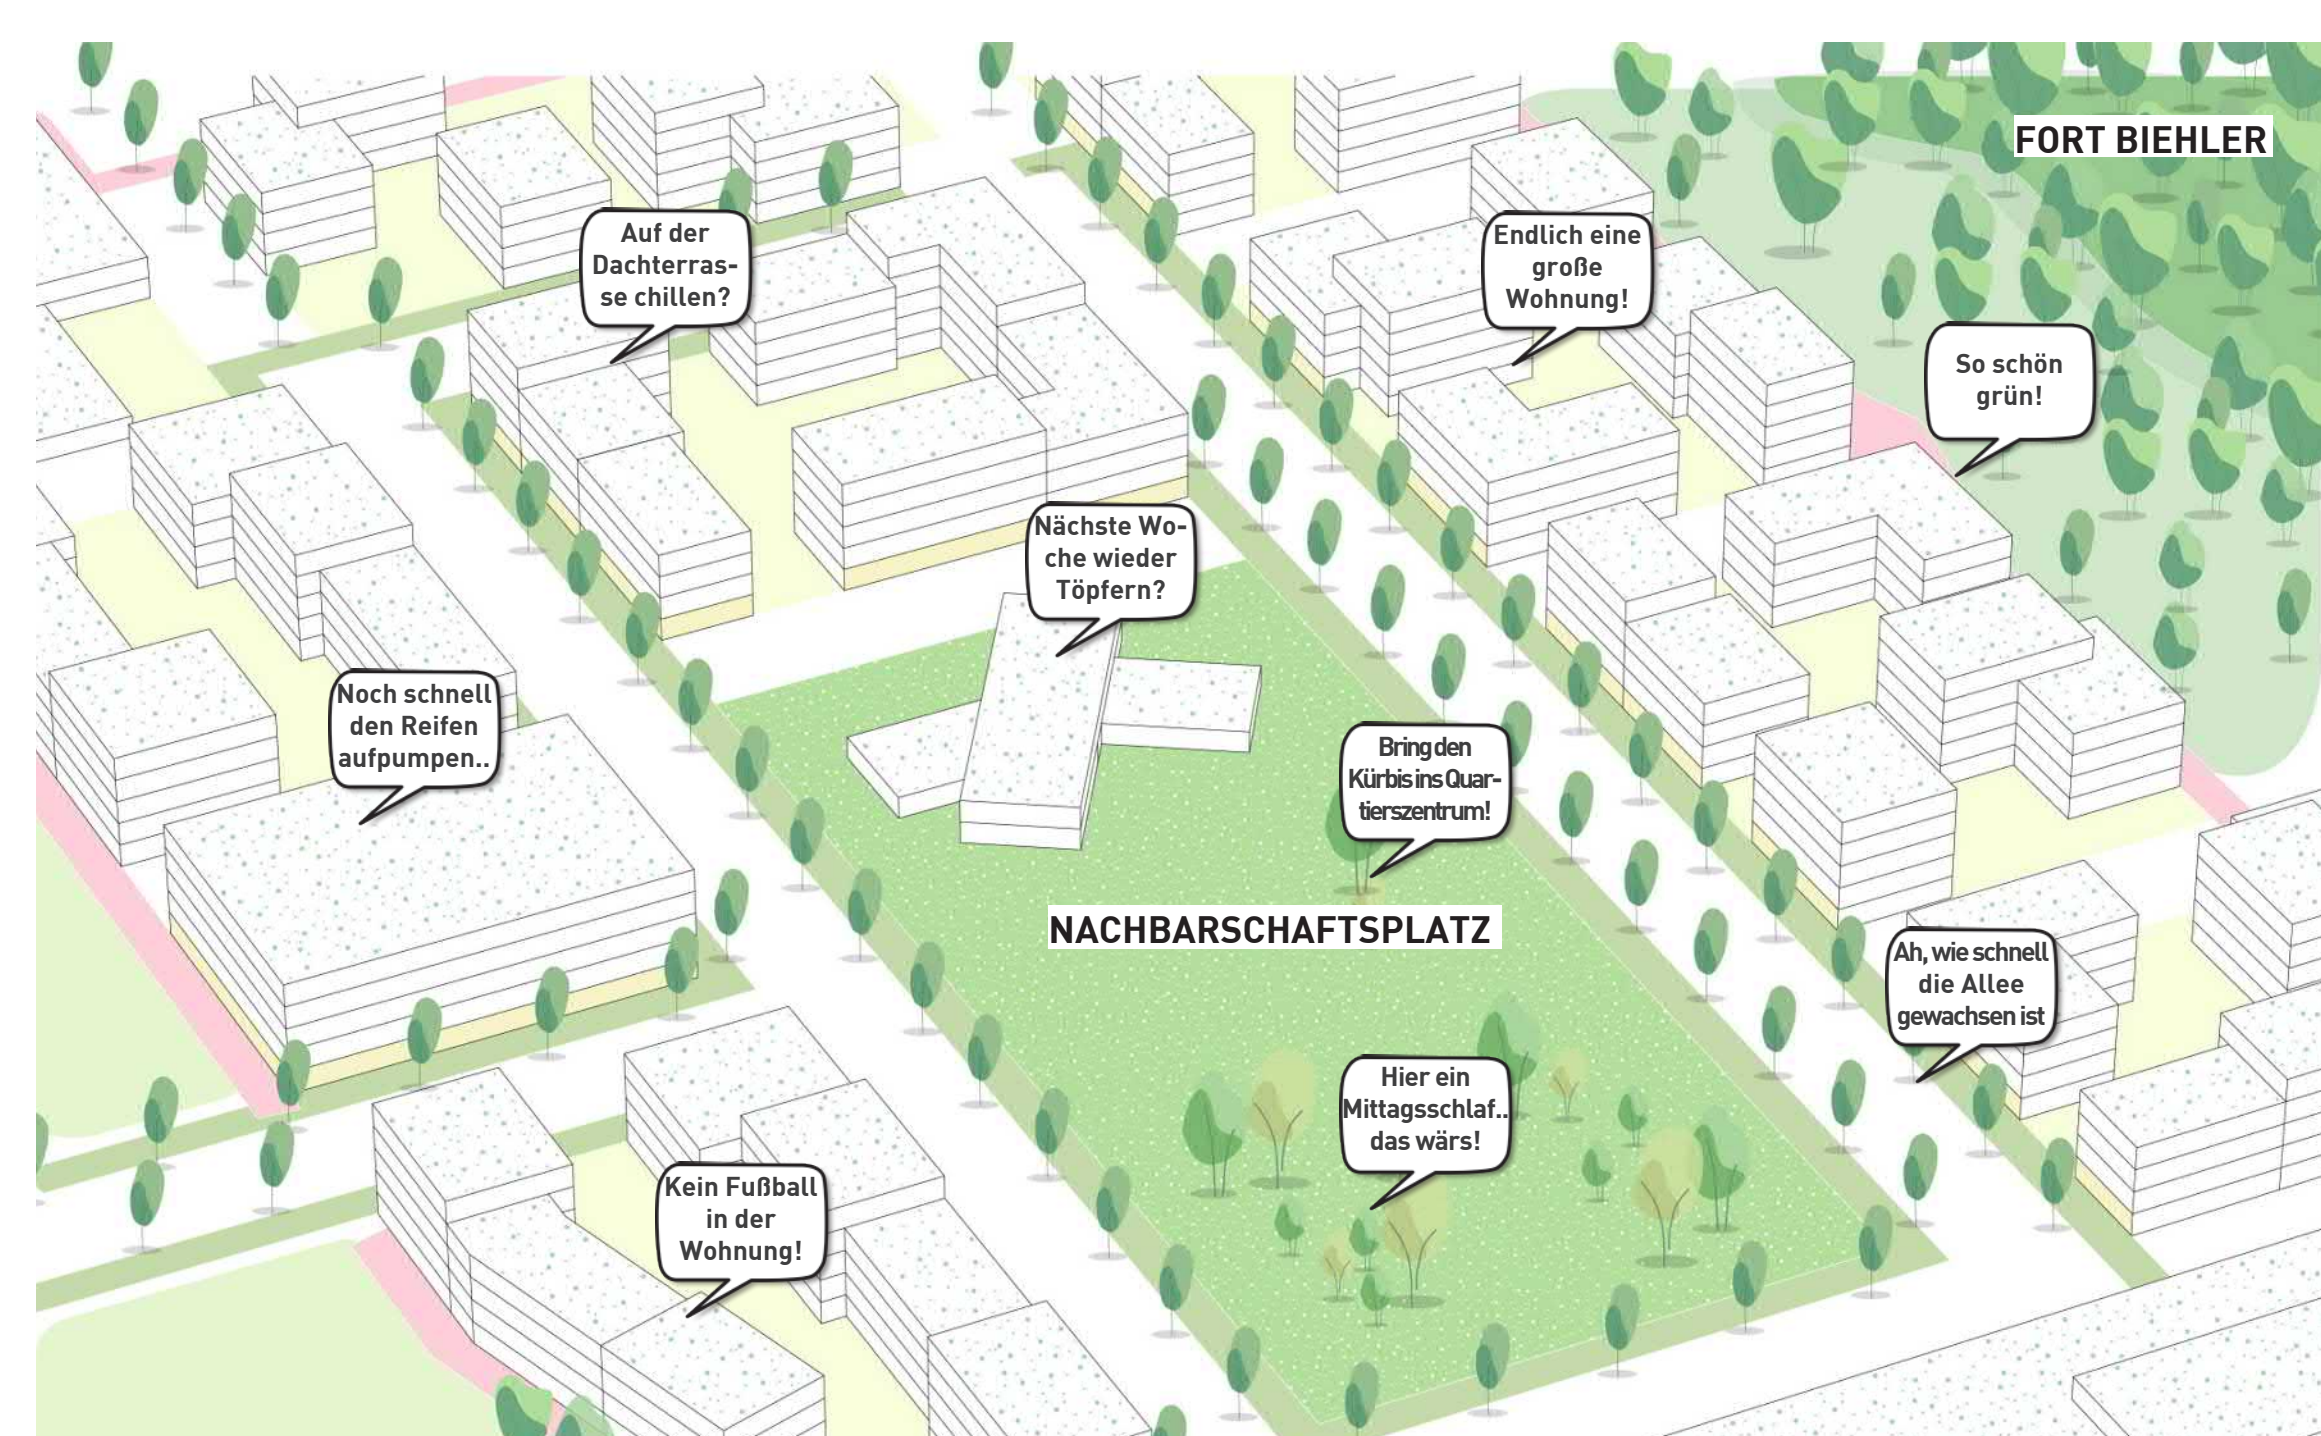 FORT BIEHLER
Auf der
Dachterras-
se chillen?
Endlich eine
große
Wohnung!
So schön
grün!
Nächste Wo-
che wieder
Töpfern?
Noch schnell
den Reifen
aufpumpen..
Bring den
Kürbis ins Quar-
tierszentrum!
NACHBARSCHAFTSPLATZ
Ah, wie schnell
die Allee
gewachsen ist
Hier ein
Mittagsschlaf..
das wärs!
Kein Fußball
in der
Wohnung!